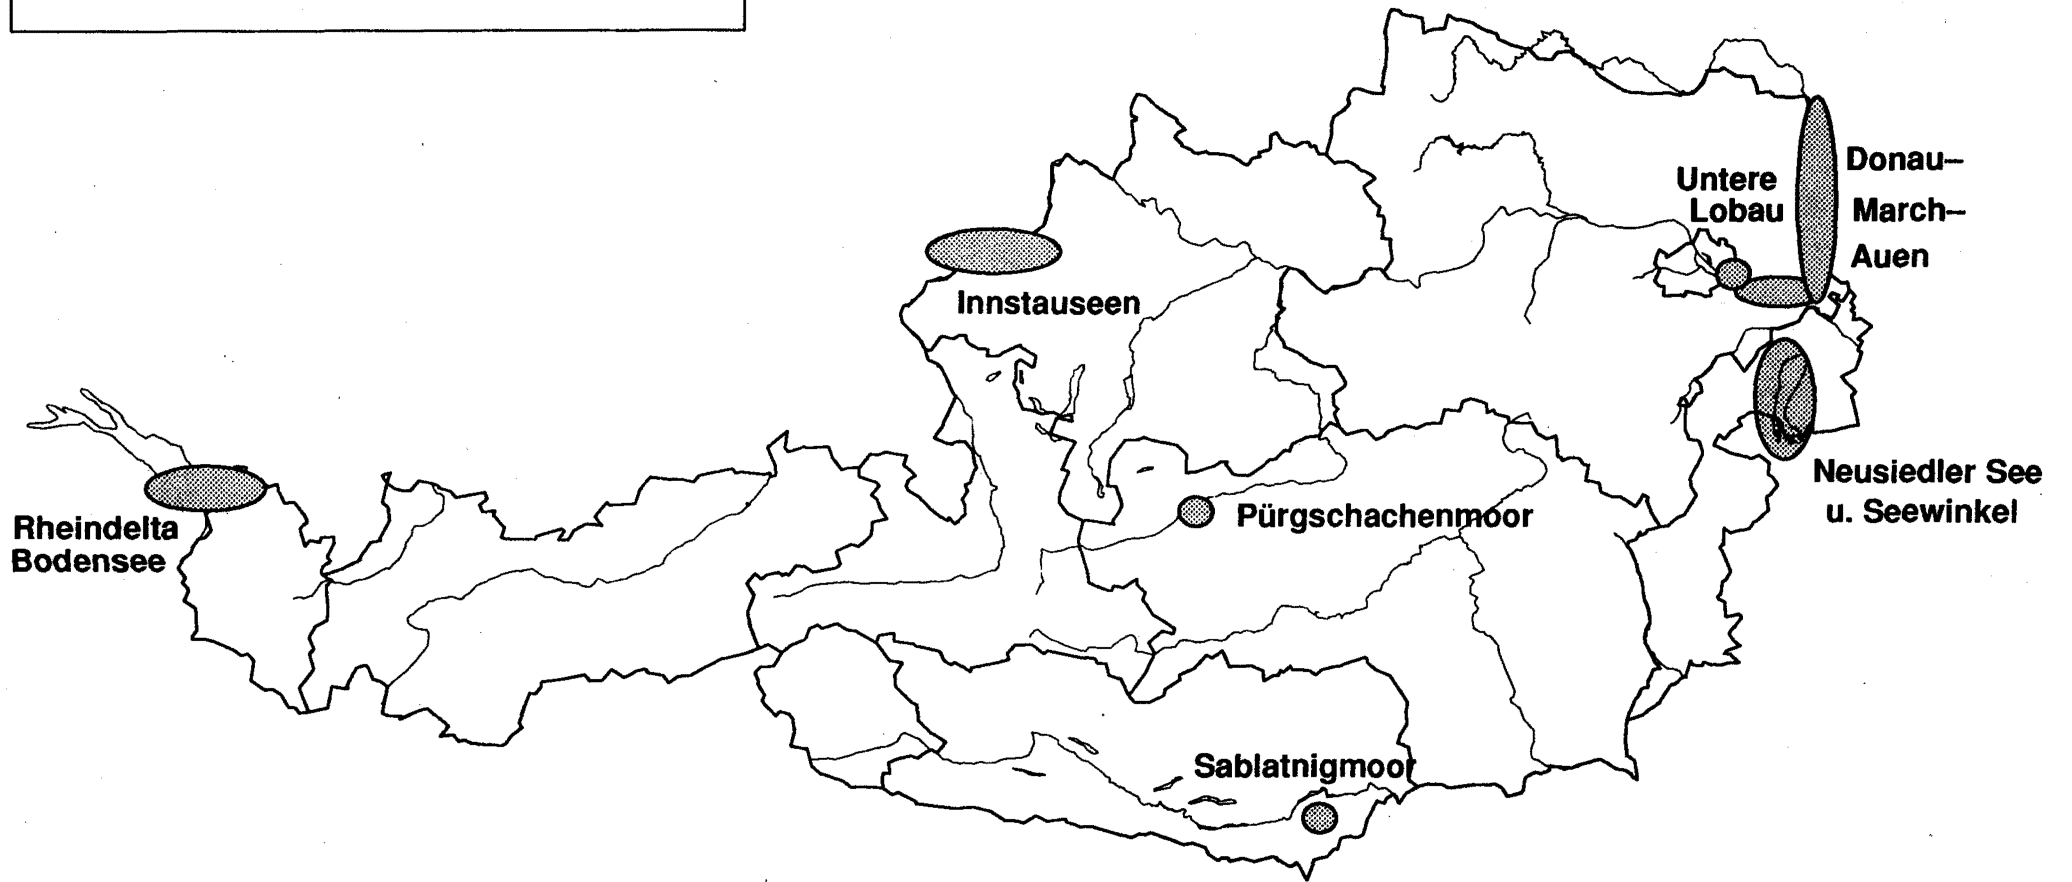 Donau–
March–
Auen
Untere
Lobau
Innstauseen
Neusiedler See
u. Seewinkel
Rheindelta
Bodensee
Pürgschachenmoor
Sablatnigmoor